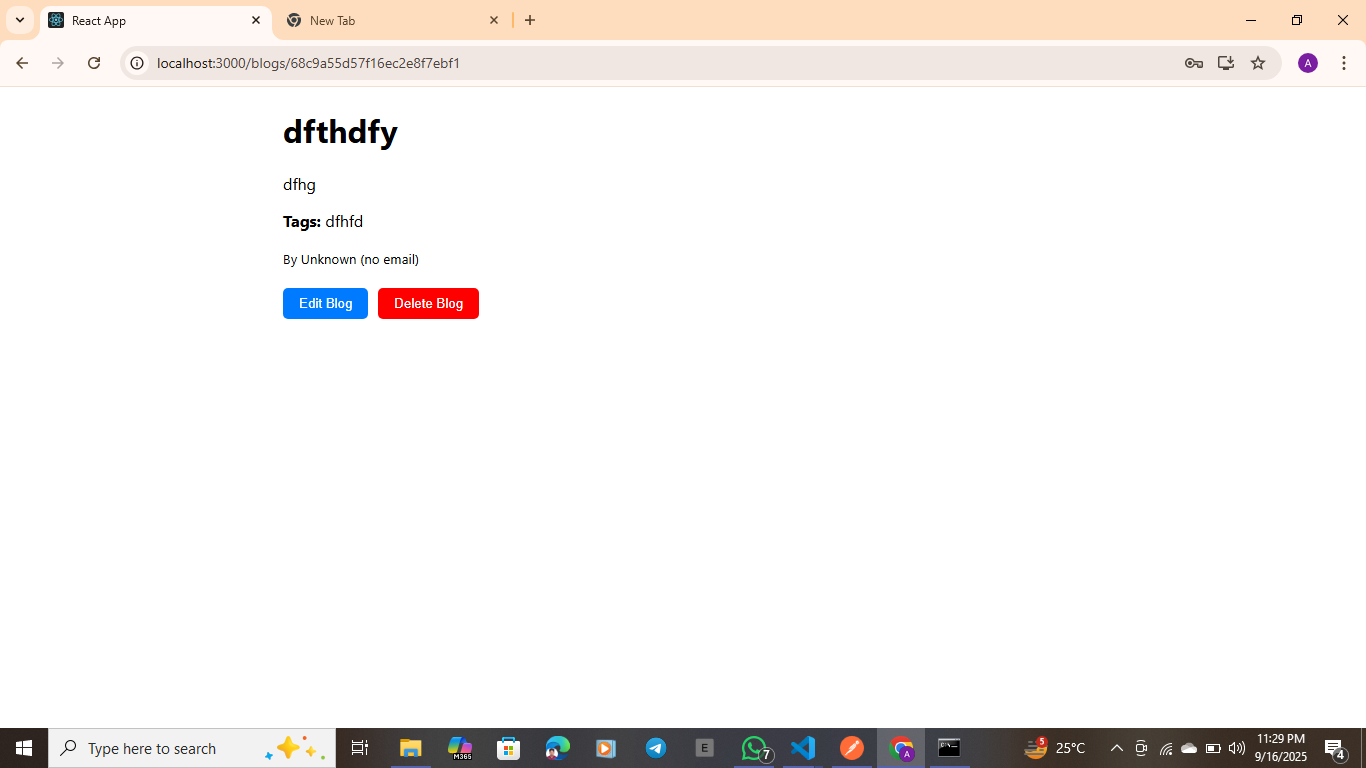 React App
New Tab
localhost:3000/blogs/68c9a55d57f16ec2e8f7ebf1
A
dfthdfy
dfhg
Tags: dfhfd
By Unknown (no email)
Edit Blog
Delete Blog
Type here to search
M365
E
7
A
5
25°C
11:29 PM
9/16/2025
4